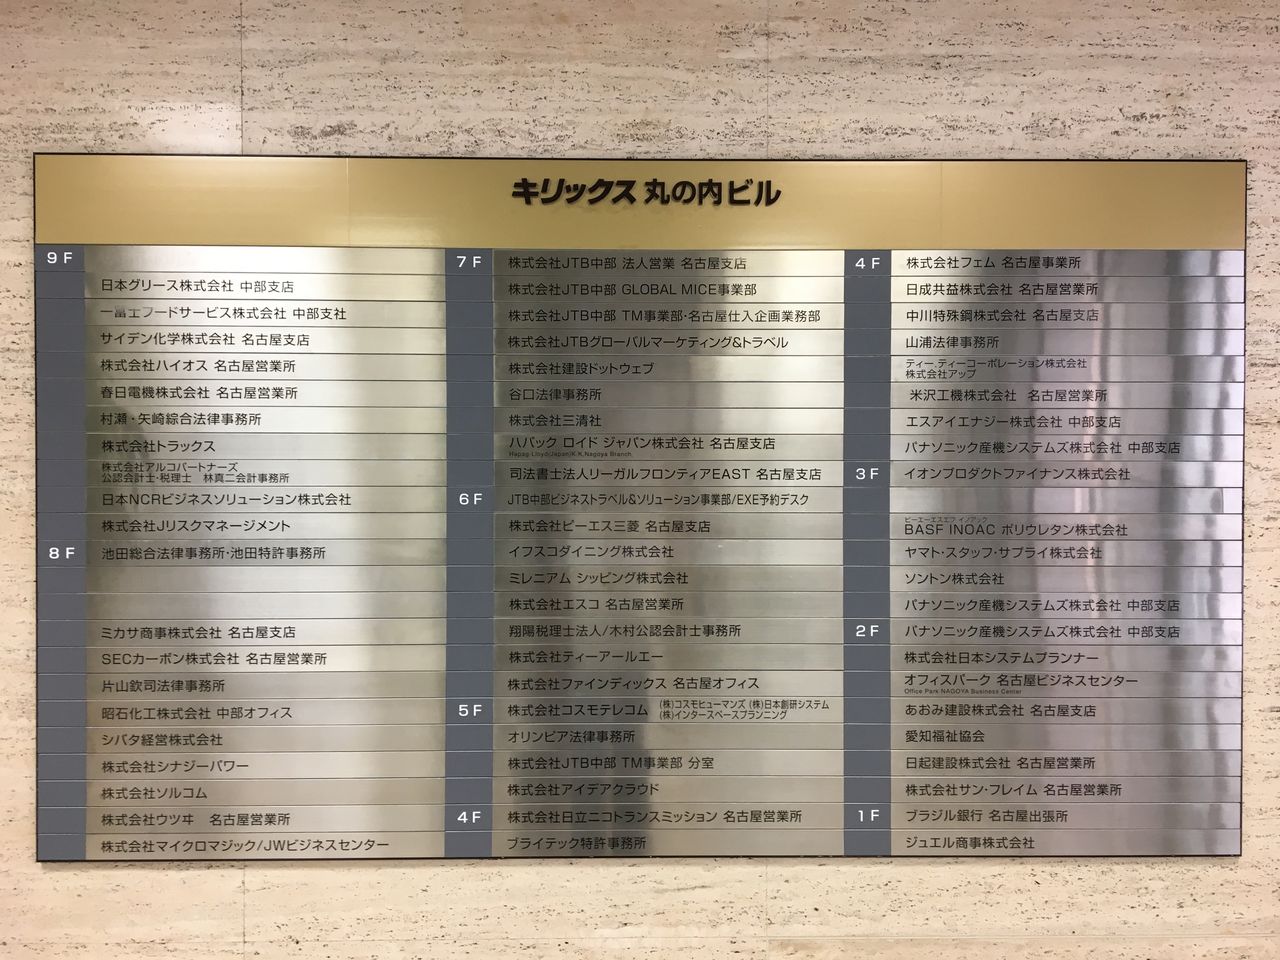 キリックス 丸の内ビル
9F
日本グリース株式会社 中部支店
一冨士フードサービス株式会社 中部支社
サイデン化学株式会社 名古屋支店
株式会社ハイオス 名古屋営業所
春日電機株式会社 名古屋営業所
村瀬・矢崎綜合法律事務所
株式会社トラックス
株式会社アルコパートナーズ
公認会計士・税理士 林真二会計事務所
日本NCRビジネスソリューション株式会社
株式会社Jリスクマネージメント
8F 池田総合法律事務所・池田特許事務所
ミカサ商事株式会社 名古屋支店
SECカーボン株式会社 名古屋営業所
片山欽司法律事務所
昭石化工株式会社 中部オフィス
シバタ経営株式会社
株式会社シナジーパワー
株式会社ソルコム
株式会社ウツヰ 名古屋営業所
株式会社マイクロマジック/JWビジネスセンター
7F 株式会社JTB中部 法人営業 名古屋支店
株式会社JTB中部 GLOBAL MICE事業部
株式会社JTB中部 TM事業部・名古屋仕入企画業務部
株式会社JTBグローバルマーケティング&トラベル
株式会社建設ドットウェブ
谷口法律事務所
株式会社三清社
ハパック ロイド ジャパン株式会社 名古屋支店
Hapag-Lloyd(Japan)K.K.Nagoya Branch
司法書士法人リーガルフロンティアEAST 名古屋支店
6F JTB中部ビジネストラベル&ソリューション事業部/EXE予約デスク
株式会社ピーエス三菱 名古屋支店
イフスコダイニング株式会社
ミレニアム シッピング株式会社
株式会社エスコ 名古屋営業所
翔陽税理士法人/木村公認会計士事務所
株式会社ティーアールエー
株式会社ファインディックス 名古屋オフィス
5F 株式会社コスモテレコム (株)コスモヒューマンズ (株)日本創研システム
(株)インタースペースプランニング
オリンピア法律事務所
株式会社JTB中部 TM事業部 分室
株式会社アイデアクラウド
4F 株式会社日立ニコトランスミッション 名古屋営業所
プライテック特許事務所
4F 株式会社フェム 名古屋事業所
日成共益株式会社 名古屋営業所
中川特殊鋼株式会社 名古屋支店
山浦法律事務所
ティー.ティーコーポレーション株式会社
株式会社アップ
米沢工機株式会社 名古屋営業所
エスアイエナジー株式会社 中部支店
パナソニック産機システムズ株式会社 中部支店
3F イオンプロダクトファイナンス株式会社
ビーエーエスエフ イノアック
BASF INOAC ポリウレタン株式会社
ヤマト・スタッフ・サプライ株式会社
ソントン株式会社
パナソニック産機システムズ株式会社 中部支店
2F パナソニック産機システムズ株式会社 中部支店
株式会社日本システムプランナー
オフィスパーク 名古屋ビジネスセンター
Office Park NAGOYA Business Center
あおみ建設株式会社 名古屋支店
愛知福祉協会
日起建設株式会社 名古屋営業所
株式会社サン・フレイム 名古屋営業所
1F ブラジル銀行 名古屋出張所
ジュエル商事株式会社